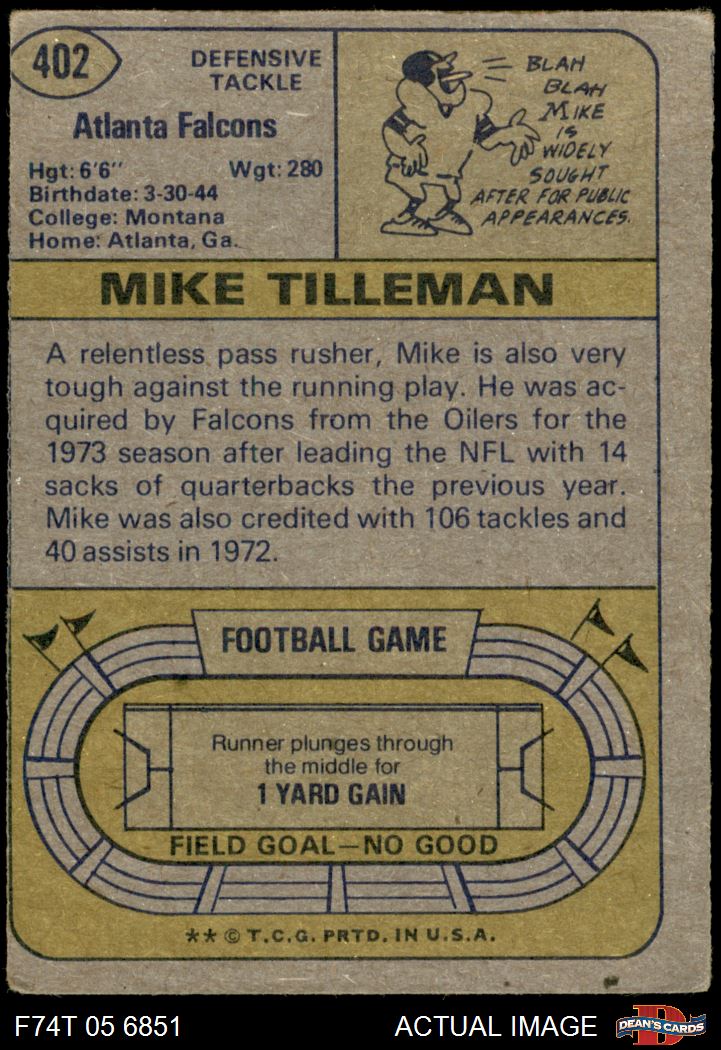 402
DEFENSIVE
TACKLE
Atlanta Falcons
Hgt: 6'6" Wgt: 280
Birthdate: 3-30-44
College: Montana
Home: Atlanta, Ga.
BLAH
BLAH
MIKE
IS
WIDELY
SOUGHT
AFTER FOR PUBLIC
APPEARANCES.
MIKE TILLEMAN
A relentless pass rusher, Mike is also very
tough against the running play. He was ac-
quired by Falcons from the Oilers for the
1973 season after leading the NFL with 14
sacks of quarterbacks the previous year.
Mike was also credited with 106 tackles and
40 assists in 1972.
FOOTBALL GAME
Runner plunges through
the middle for
1 YARD GAIN
FIELD GOAL—NO GOOD
** © T.C.G. PRTD. IN U.S.A.
F74T 05 6851 ACTUAL IMAGE
D
DEAN'S CARDS